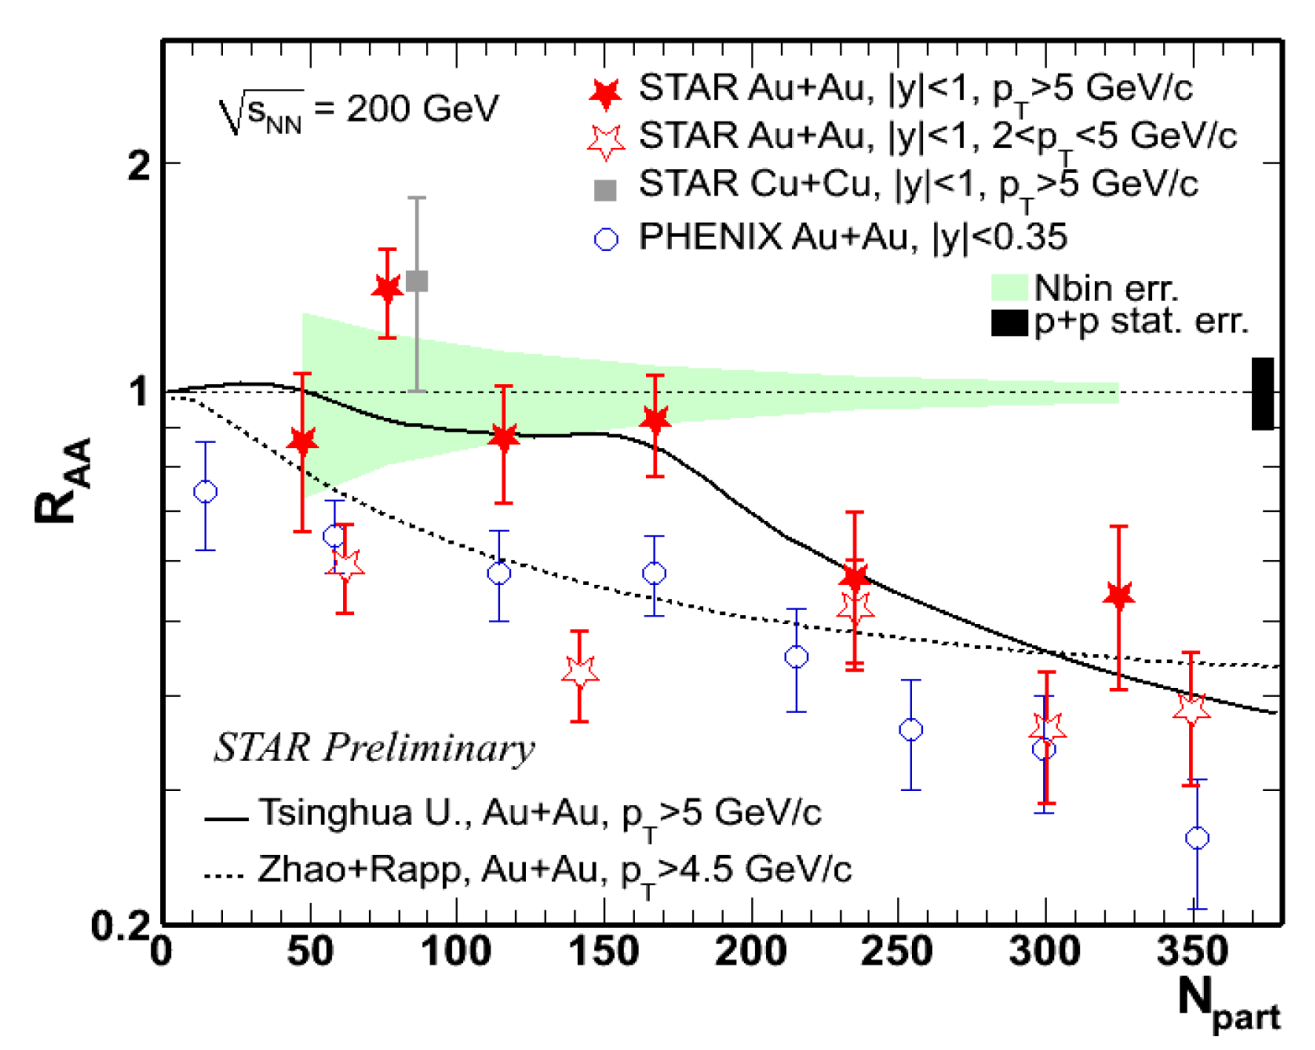 √sNN = 200 GeV
STAR Au+Au, |y|<1, pT>5 GeV/c
STAR Au+Au, |y|<1, 2<pT<5 GeV/c
STAR Cu+Cu, |y|<1, pT>5 GeV/c
PHENIX Au+Au, |y|<0.35
Nbin err.
p+p stat. err.
2
1
0.2
RAA
STAR Preliminary
Tsinghua U., Au+Au, pT>5 GeV/c
Zhao+Rapp, Au+Au, pT>4.5 GeV/c
0 50 100 150 200 250 300 350
Npart